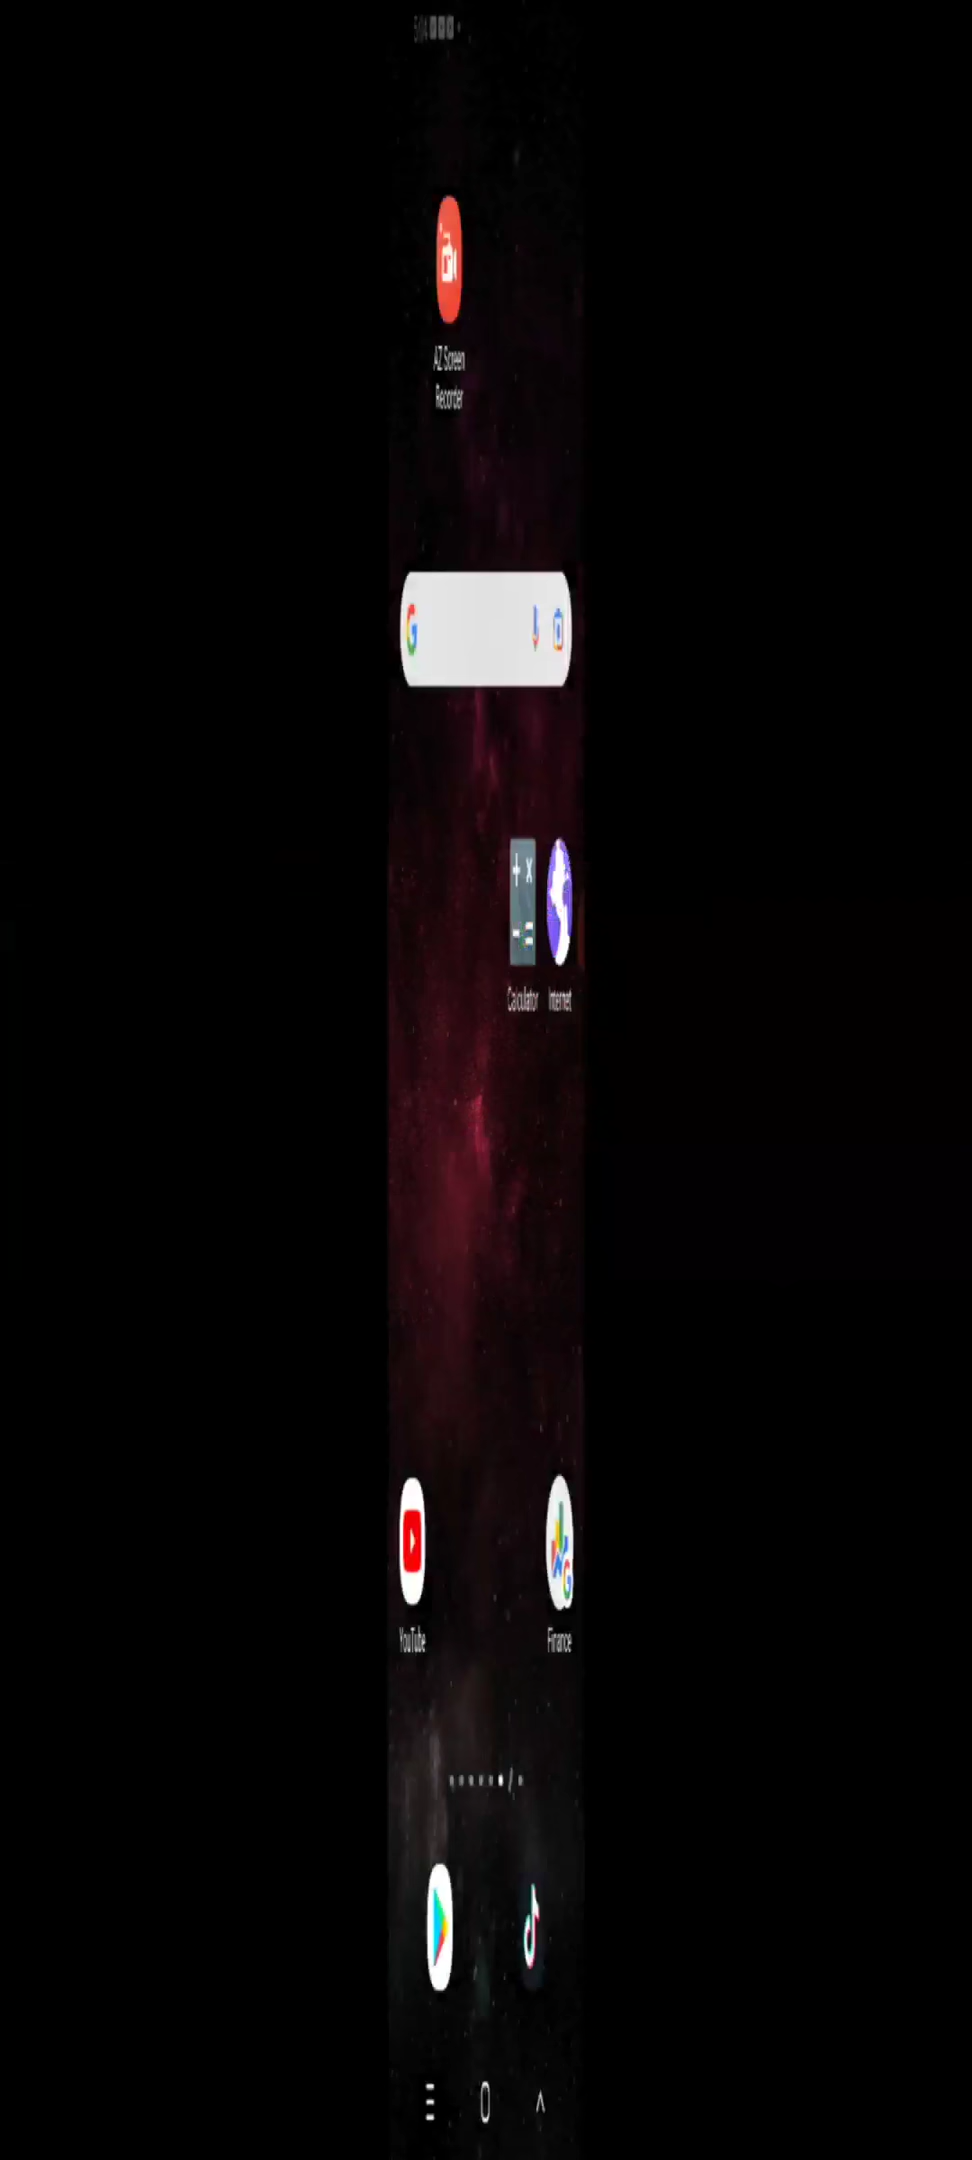 AZ Screen
Recorder
Calculator
Internet
YouTube
Finance